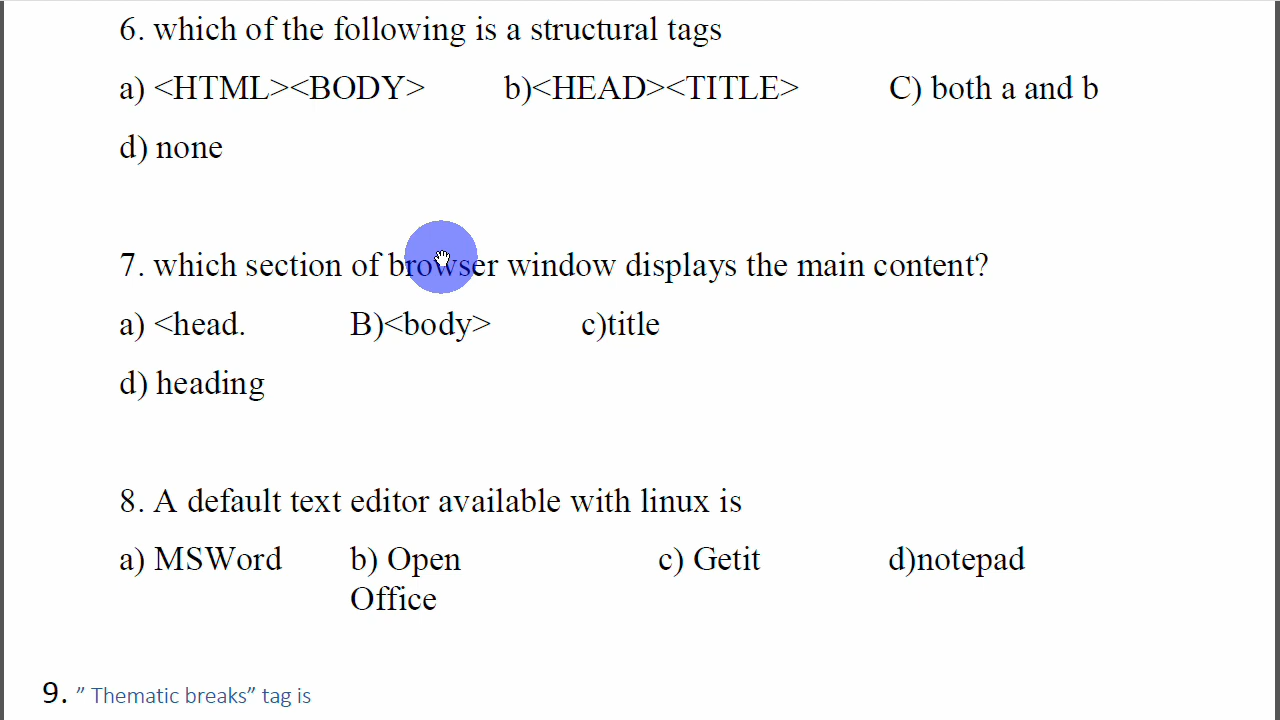 6. which of the following is a structural tags
a) <HTML><BODY> b)<HEAD><TITLE> C) both a and b
d) none
7. which section of browser window displays the main content?
a) <head. B)<body> c)title
d) heading
8. A default text editor available with linux is
a) MSWord b) Open Office c) Getit d)notepad
9. ” Thematic breaks” tag is